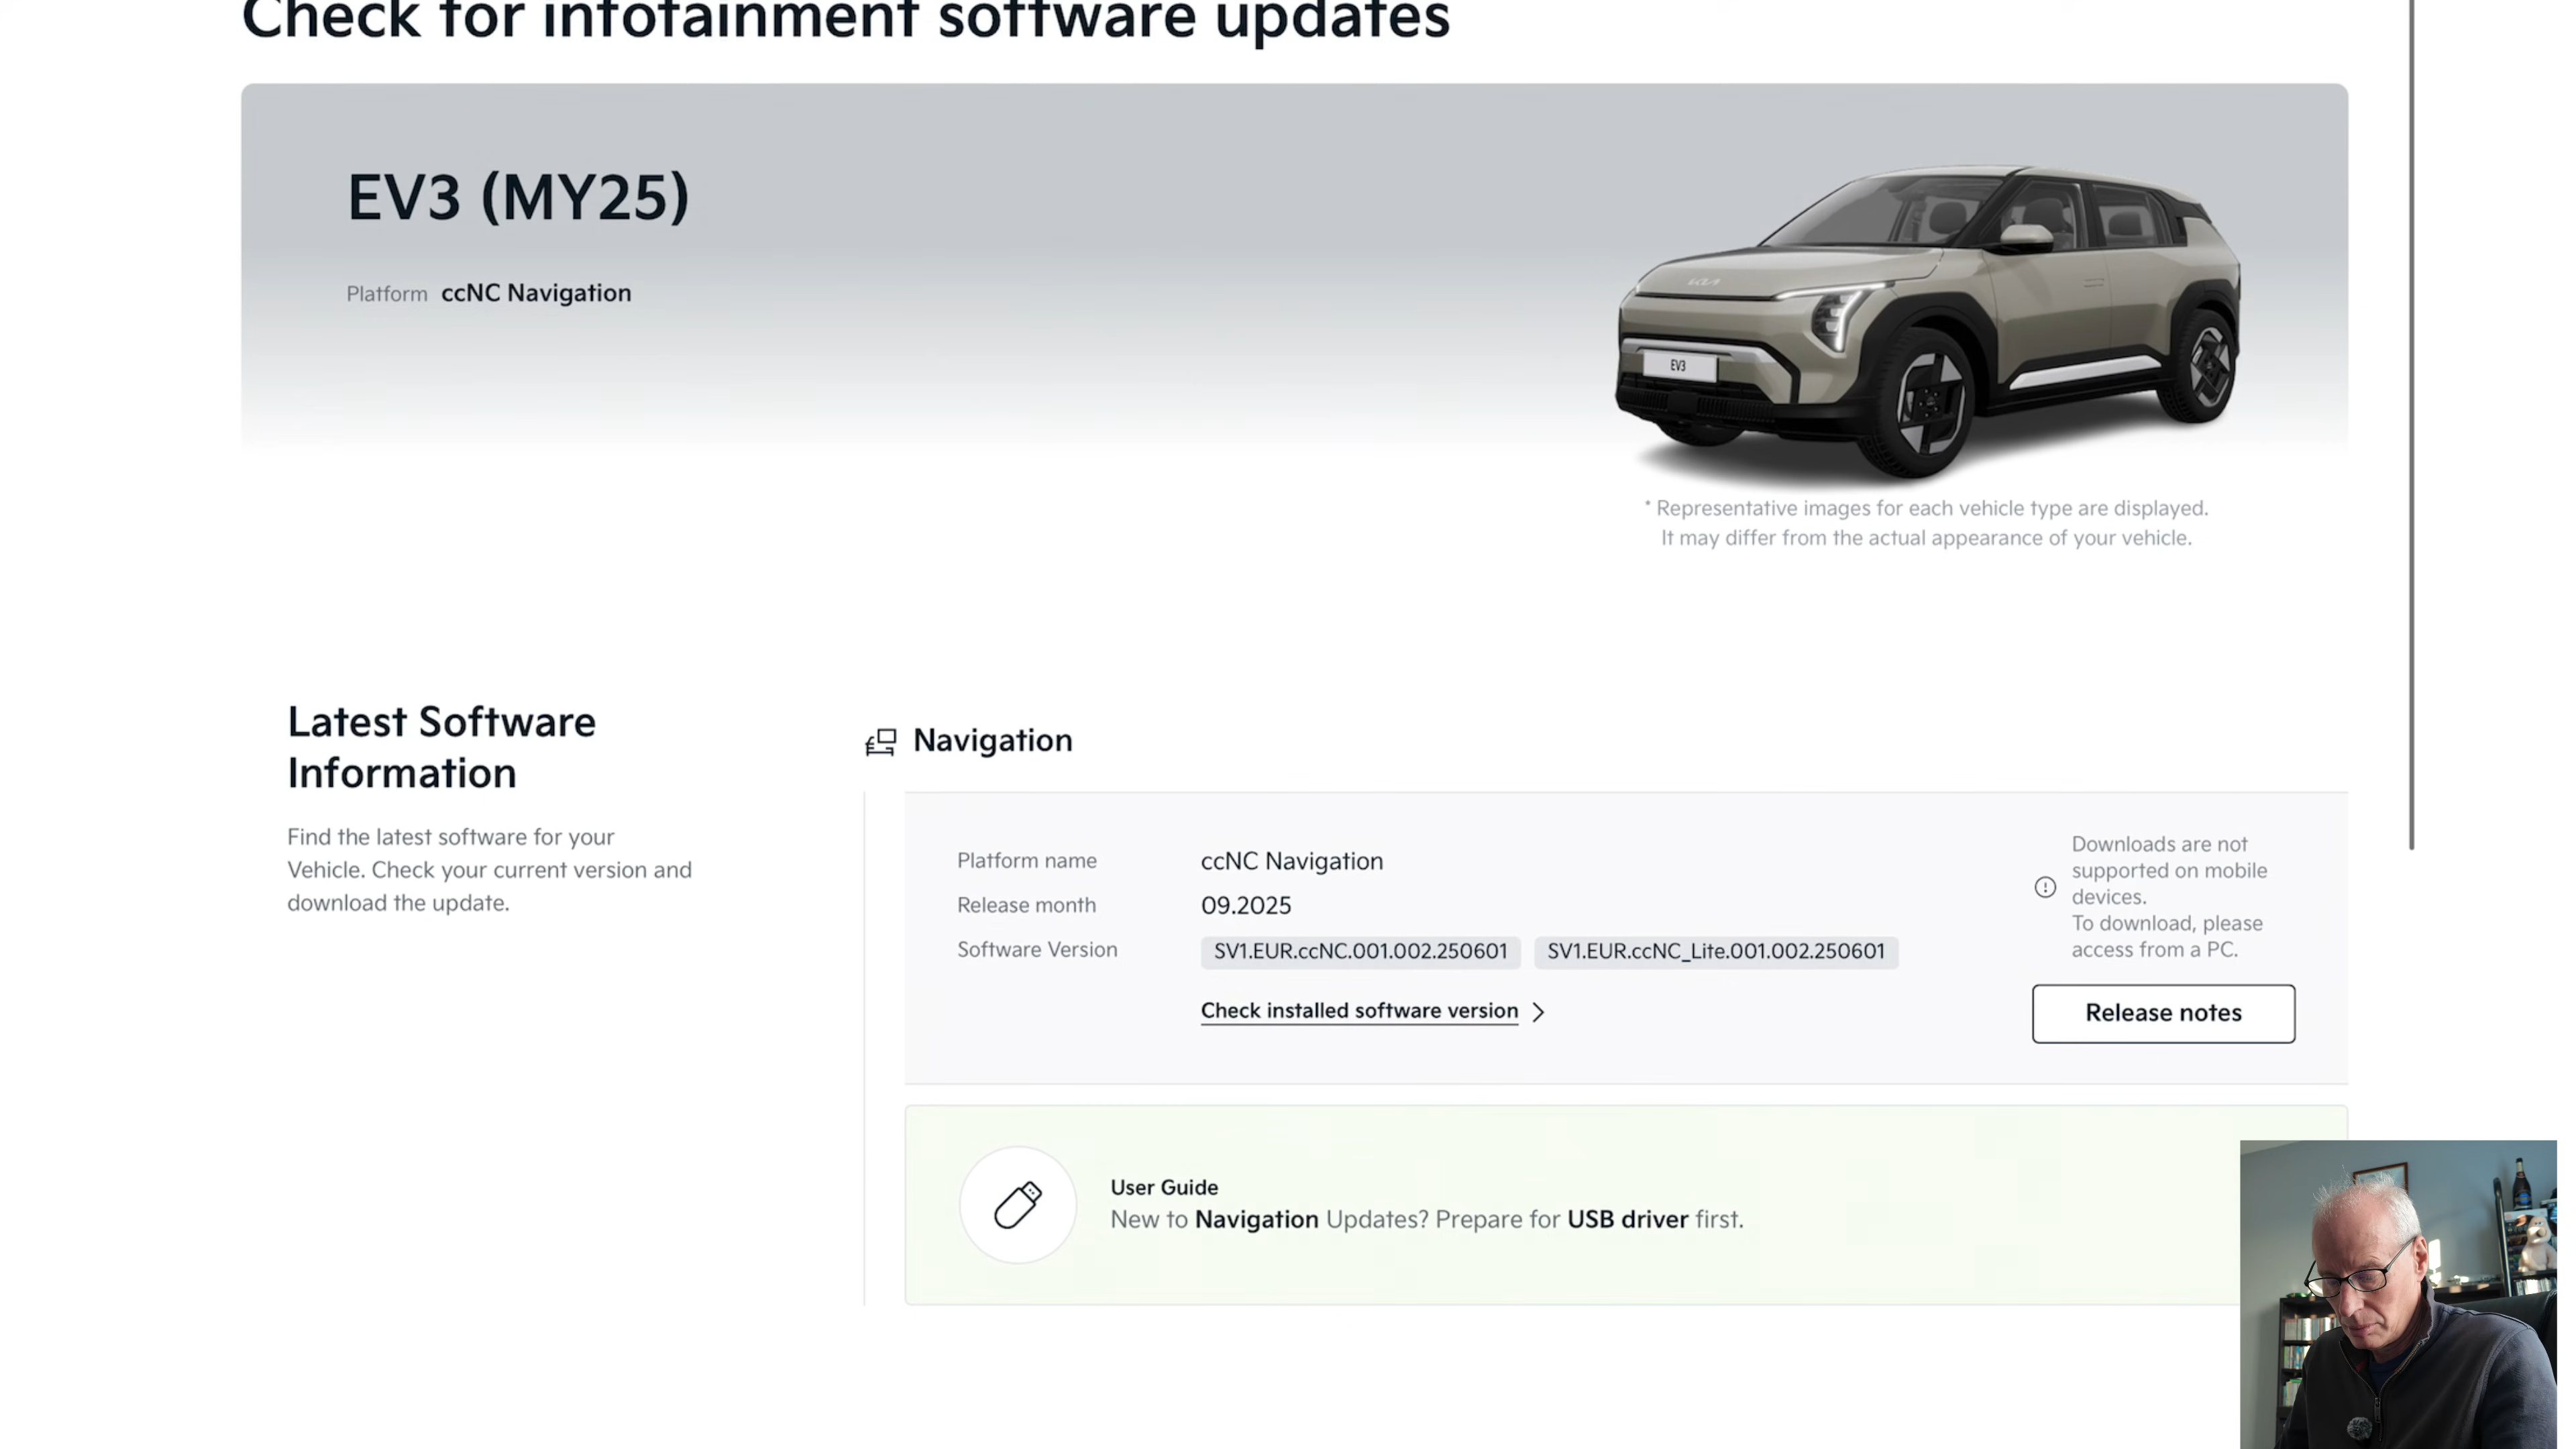 Check for infotainment software updates
EV3 (MY25)
Platform ccNC Navigation
KIA
EV3
* Representative images for each vehicle type are displayed.
It may differ from the actual appearance of your vehicle.
Latest Software
Information
Find the latest software for your
Vehicle. Check your current version and
download the update.
Navigation
Platform name ccNC Navigation
Release month 09.2025
Software Version SV1.EUR.ccNC.001.002.250601 SV1.EUR.ccNC_Lite.001.002.250601
Check installed software version
Downloads are not
supported on mobile
devices.
To download, please
access from a PC.
Release notes
User Guide
New to Navigation Updates? Prepare for USB driver first.